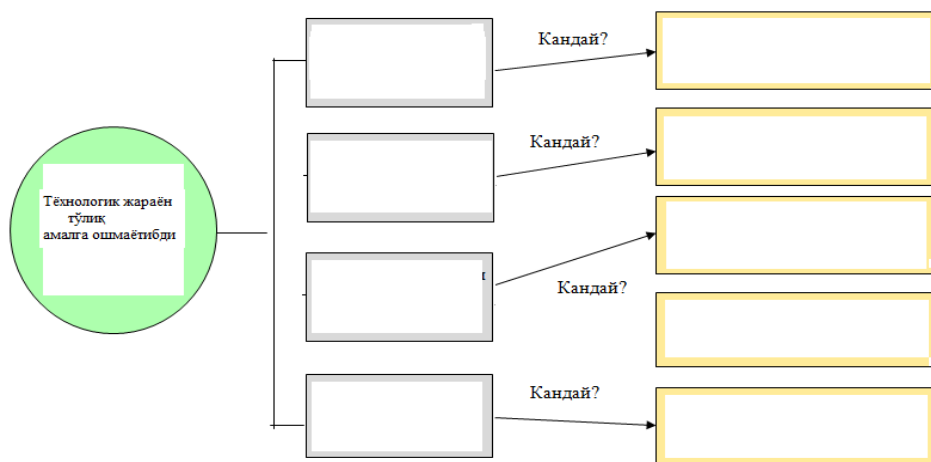 Кандай?
Кандай?
Тёхнологик жараён
тўлиқ
амалга ошмаётибди
Кандай?
Кандай?